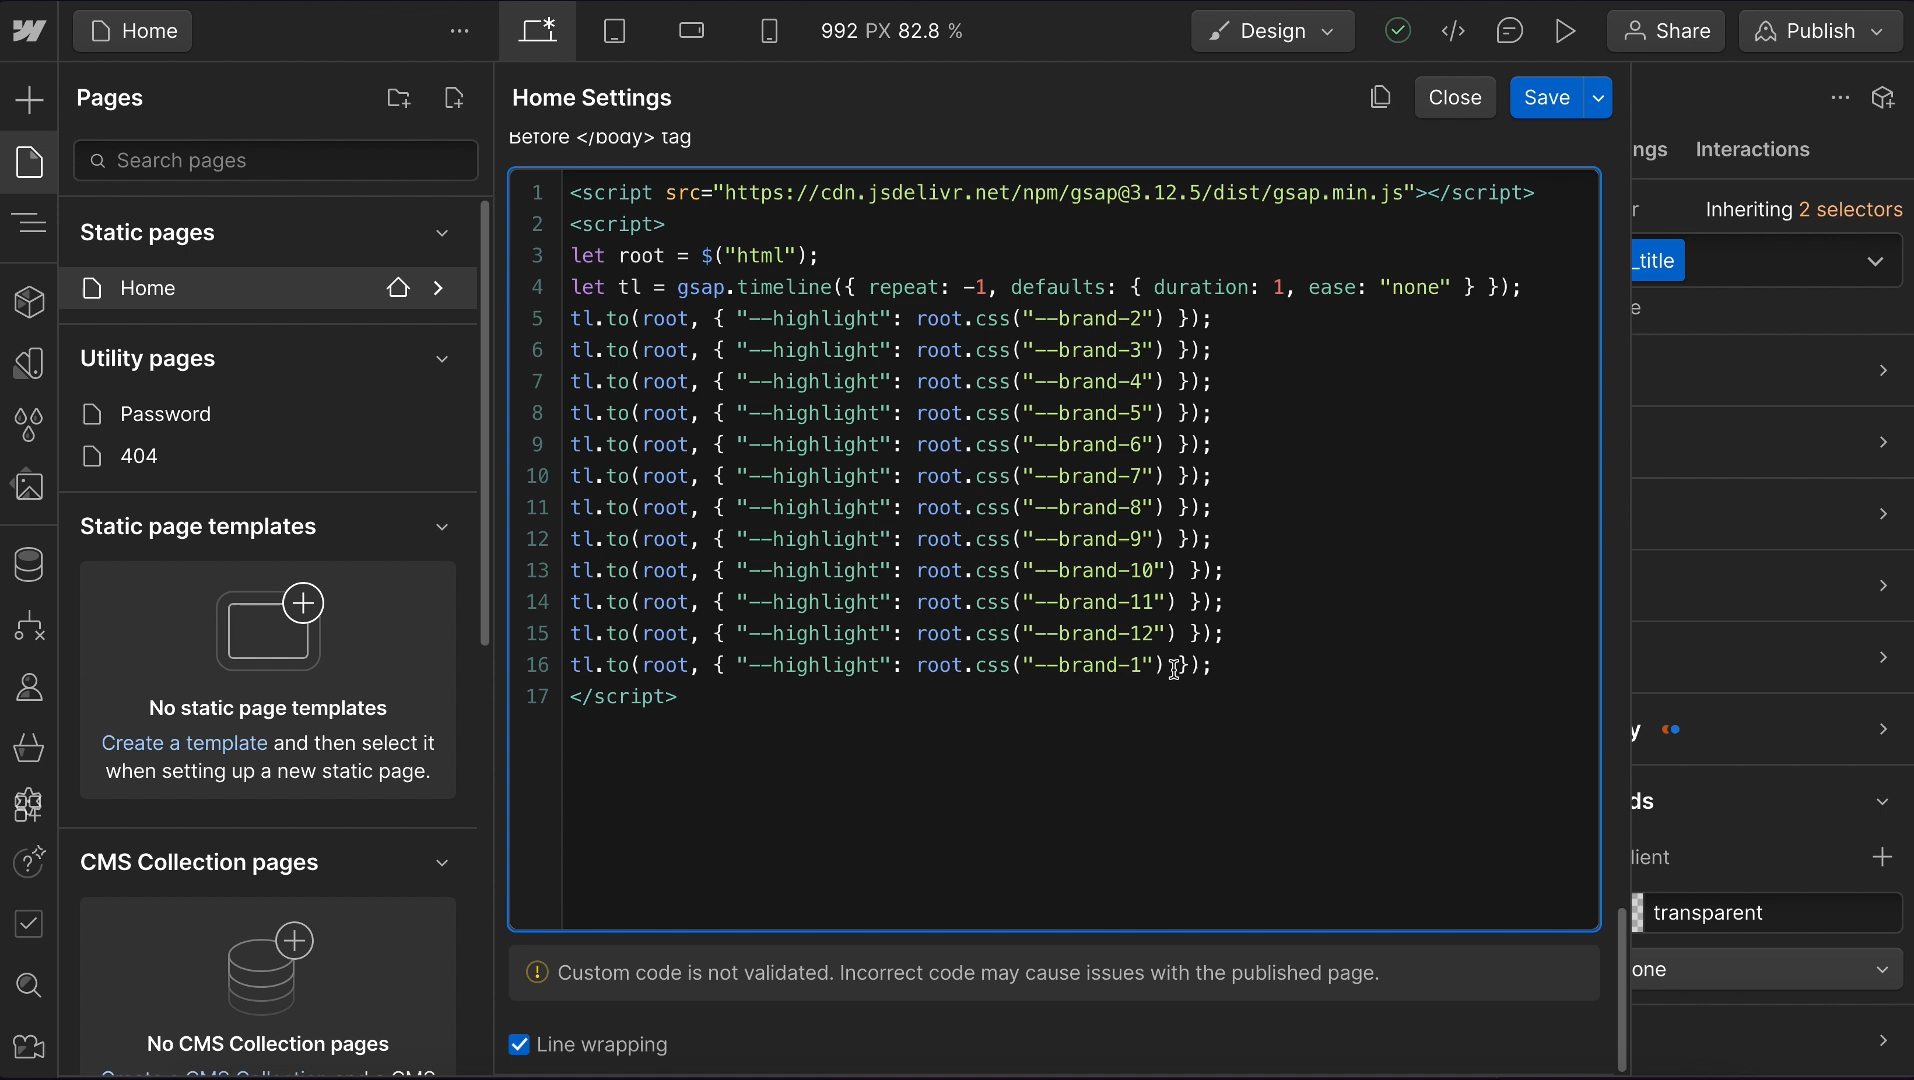 Home
992 PX 82.8 %
Design
Share
Publish
Pages
Search pages
Static pages
Home
Utility pages
Password
404
Static page templates
No static page templates
Create a template and then select it
when setting up a new static page.
CMS Collection pages
No CMS Collection pages
Home Settings
Close
Save
Before </body> tag
1 <script src="https://cdn.jsdelivr.net/npm/gsap@3.12.5/dist/gsap.min.js"></script>
2 <script>
3 let root = $("html");
4 let tl = gsap.timeline({ repeat: -1, defaults: { duration: 1, ease: "none" } });
5 tl.to(root, { "--highlight": root.css("--brand-2") });
6 tl.to(root, { "--highlight": root.css("--brand-3") });
7 tl.to(root, { "--highlight": root.css("--brand-4") });
8 tl.to(root, { "--highlight": root.css("--brand-5") });
9 tl.to(root, { "--highlight": root.css("--brand-6") });
10 tl.to(root, { "--highlight": root.css("--brand-7") });
11 tl.to(root, { "--highlight": root.css("--brand-8") });
12 tl.to(root, { "--highlight": root.css("--brand-9") });
13 tl.to(root, { "--highlight": root.css("--brand-10") });
14 tl.to(root, { "--highlight": root.css("--brand-11") });
15 tl.to(root, { "--highlight": root.css("--brand-12") });
16 tl.to(root, { "--highlight": root.css("--brand-1") });
17 </script>
Custom code is not validated. Incorrect code may cause issues with the published page.
Line wrapping
ngs Interactions
r Inheriting 2 selectors
_title
e
y
ds
lient
transparent
one